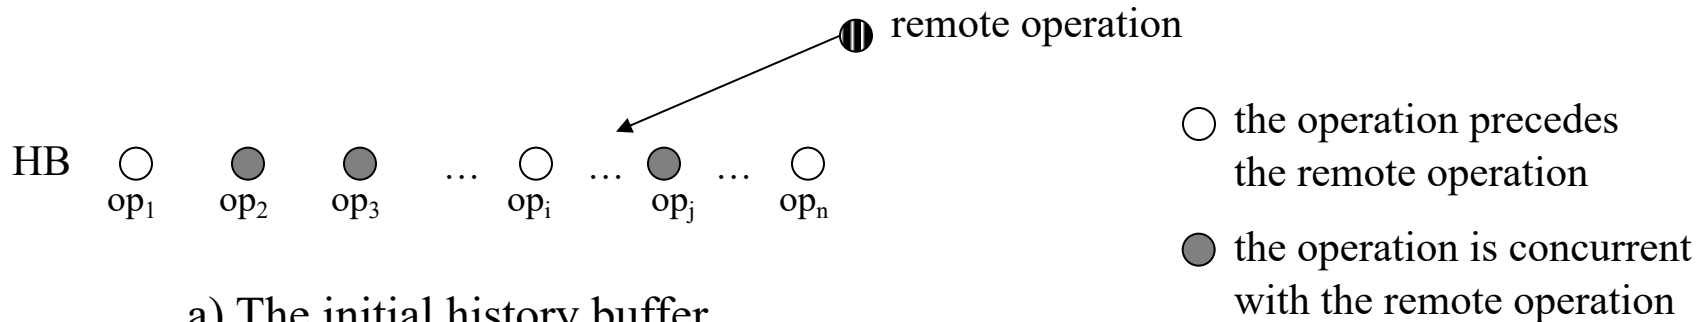 remote operation
the operation precedes
the remote operation
HB … … …
op₁ op₂ op₃ opᵢ opⱼ opₙ
the operation is concurrent
with the remote operation
a) The initial history buffer